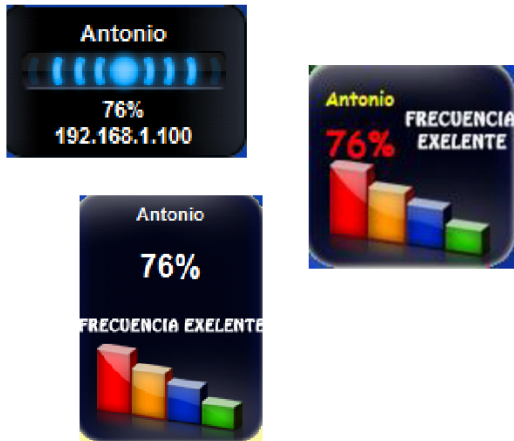 Antonio
76%
192.168.1.100
Antonio
76%
FRECUENCIA
EXELENTE
Antonio
76%
FRECUENCIA EXELENTE